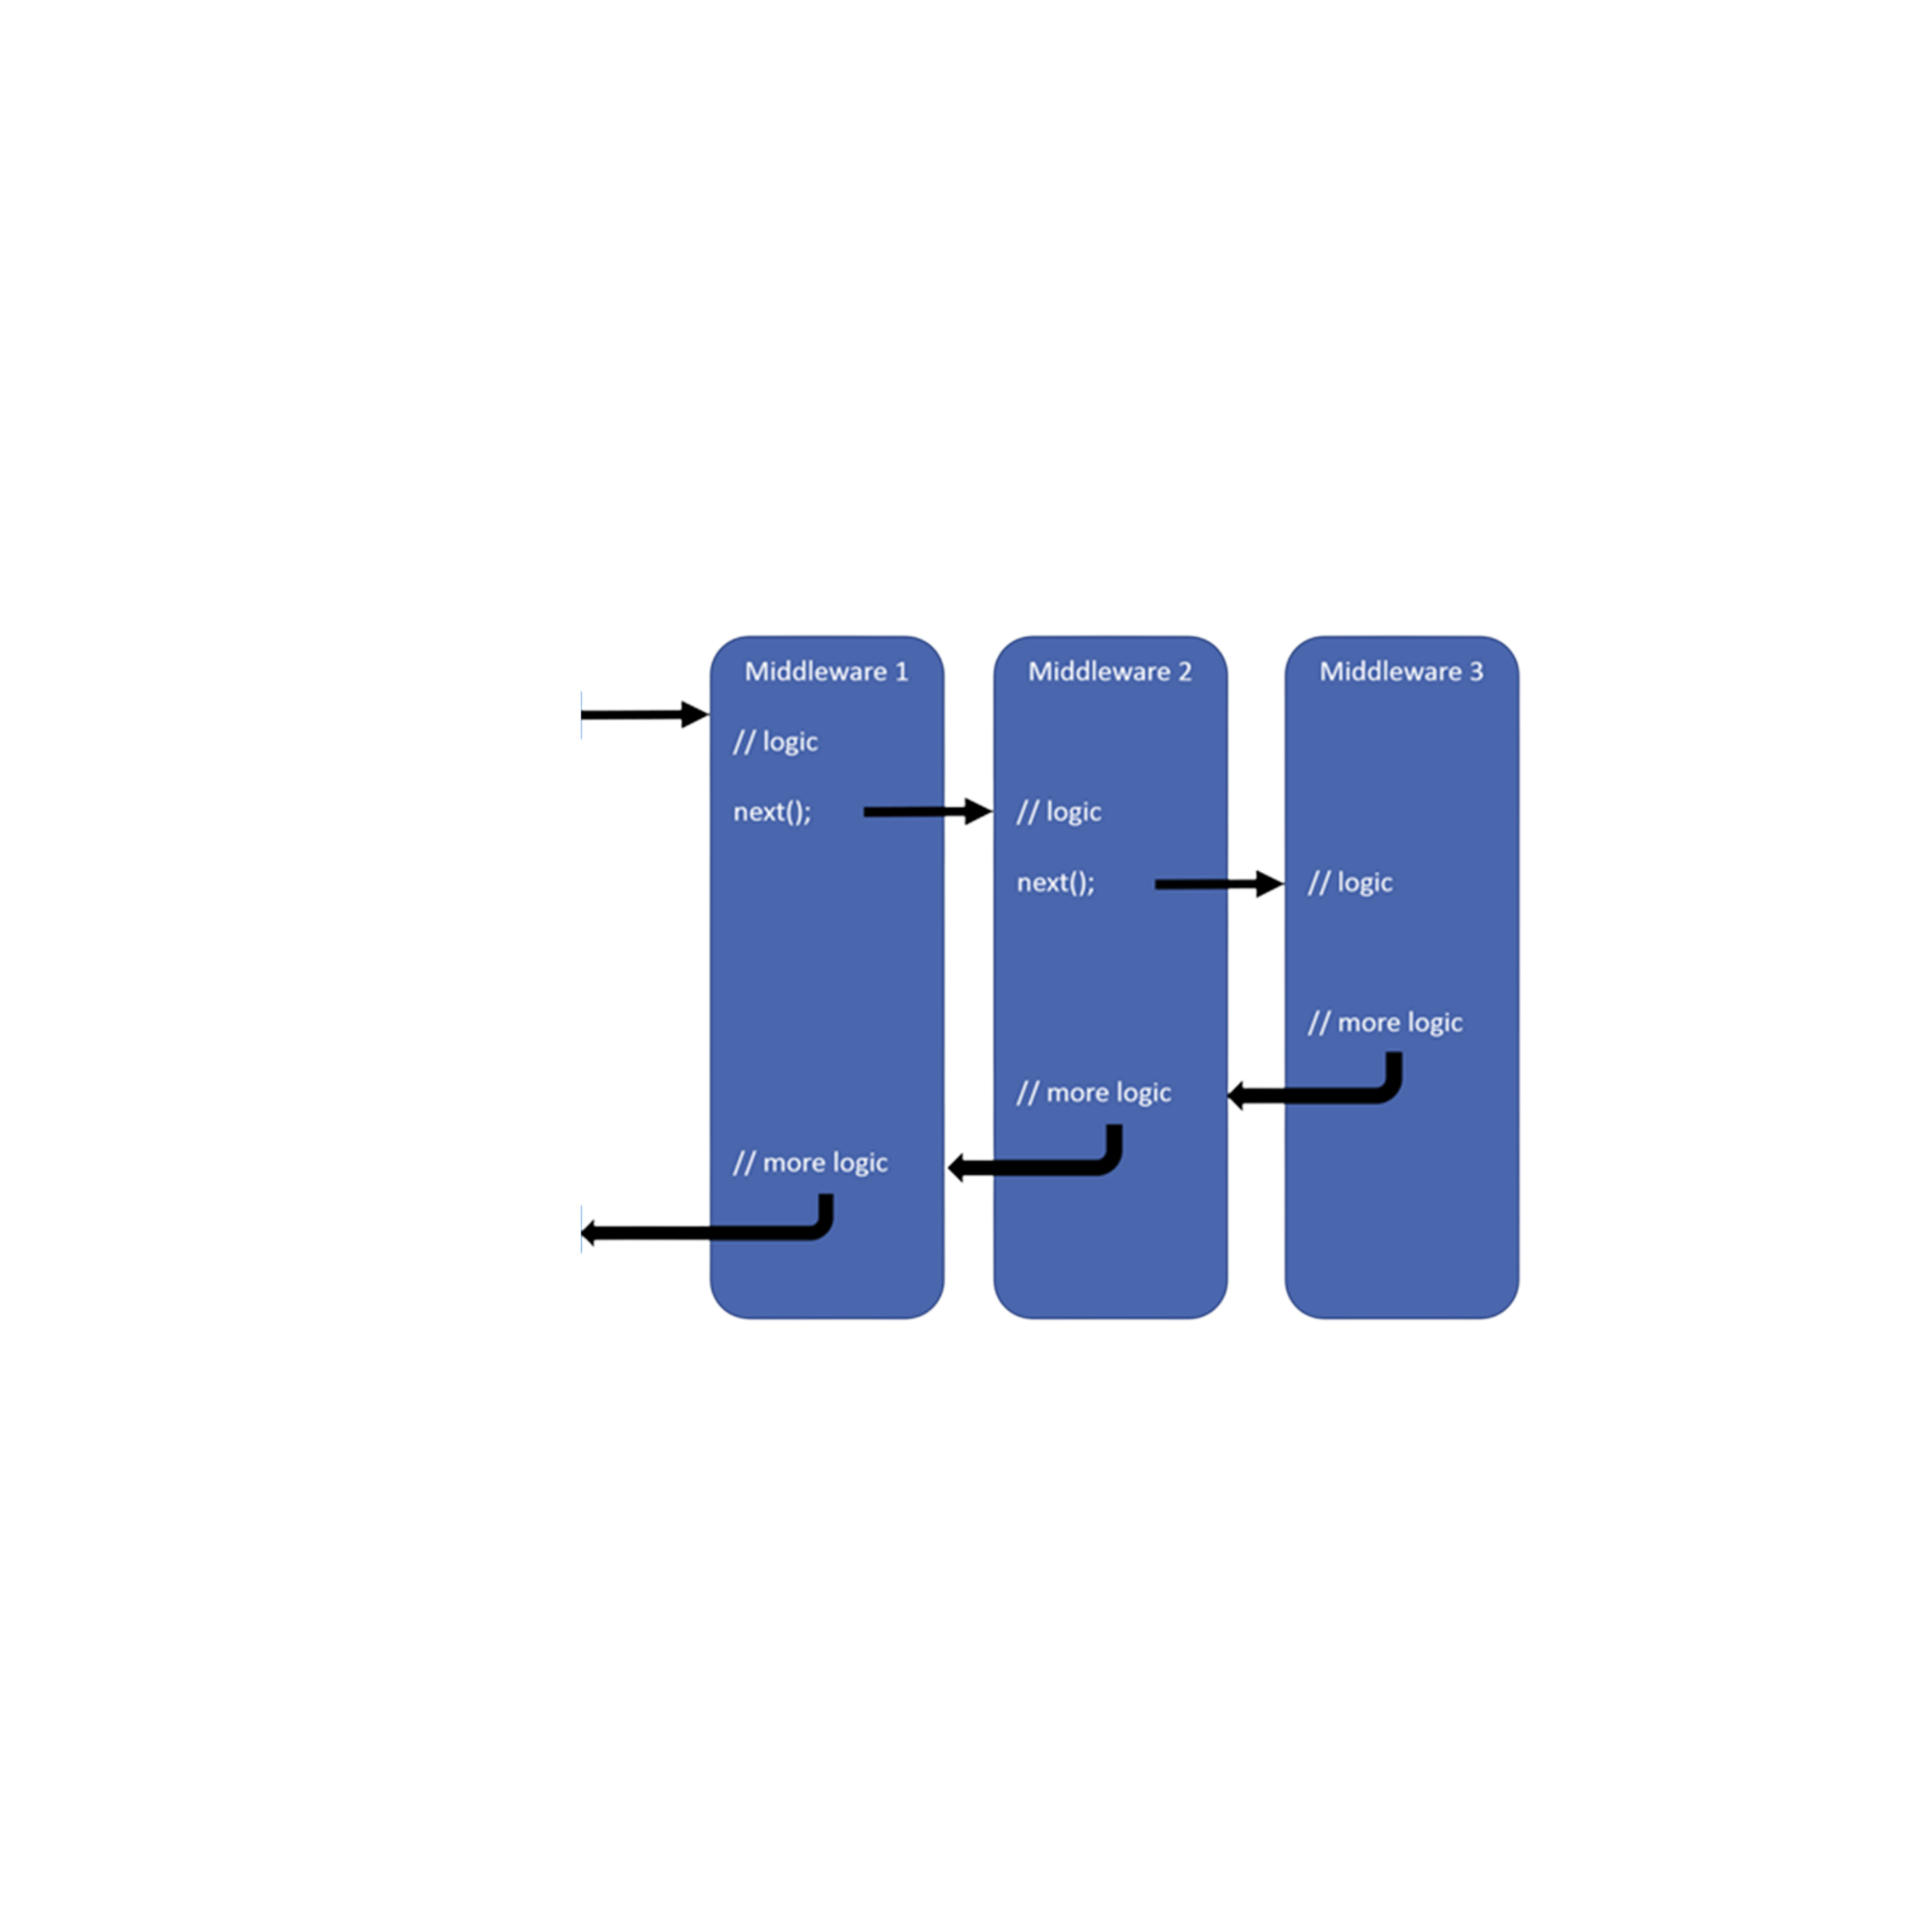 Middleware 1
// logic
next();
// more logic
Middleware 2
// logic
next();
// more logic
Middleware 3
// logic
// more logic